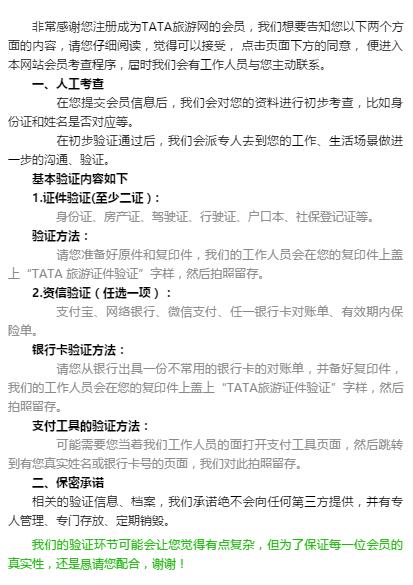 非常感谢您注册成为TATA旅游网的会员，我们想要告知您以下两个方
面的内容，请您仔细阅读，觉得可以接受， 点击页面下方的同意， 便进入
本网站会员考查程序，届时我们会有工作人员与您主动联系。
一、人工考查
在您提交会员信息后，我们会对您的资料进行初步考查，比如身
份证和姓名是否对应等。
在初步验证通过后，我们会派专人去到您的工作、生活场景做进
一步的沟通、验证。
基本验证内容如下
1.证件验证(至少二证)：
身份证、房产证、驾驶证、行驶证、户口本、社保登记证等。
验证方法：
请您准备好原件和复印件，我们的工作人员会在您的复印件上盖
上“TATA 旅游证件验证”字样，然后拍照留存。
2.资信验证（任选一项）：
支付宝、网络银行、微信支付、任一银行卡对账单、有效期内保
险单。
银行卡验证方法：
请您从银行出具一份不常用的银行卡的对账单，并备好复印件，
我们的工作人员会在您的复印件上盖上“TATA旅游证件验证”字样，然后
拍照留存。
支付工具的验证方法：
可能需要您当着我们工作人员的面打开支付工具页面，然后跳转
到有您真实姓名或银行卡号的页面，我们对此拍照留存。
二、保密承诺
相关的验证信息、档案，我们承诺绝不会向任何第三方提供，并有专
人管理、专门存放、定期销毁。
我们的验证环节可能会让您觉得有点复杂，但为了保证每一位会员的
真实性，还是恳请您配合，谢谢！